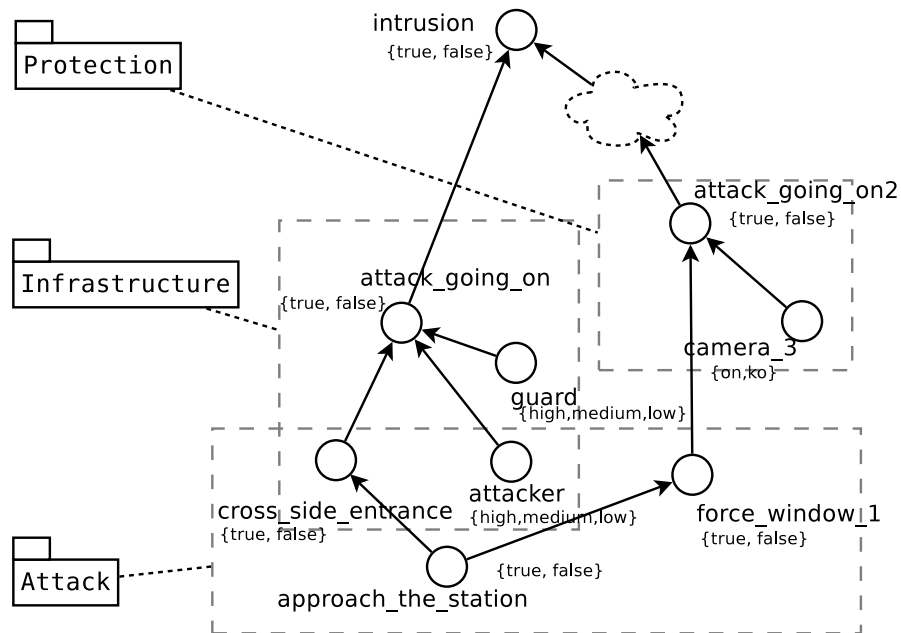 intrusion
{true, false}
Protection
attack_going_on2
{true, false}
Infrastructure
attack_going_on
{true, false}
camera_3
{on,ko}
guard
{high,medium,low}
cross_side_entrance
{true, false}
attacker
{high,medium,low}
force_window_1
{true, false}
Attack
{true, false}
approach_the_station